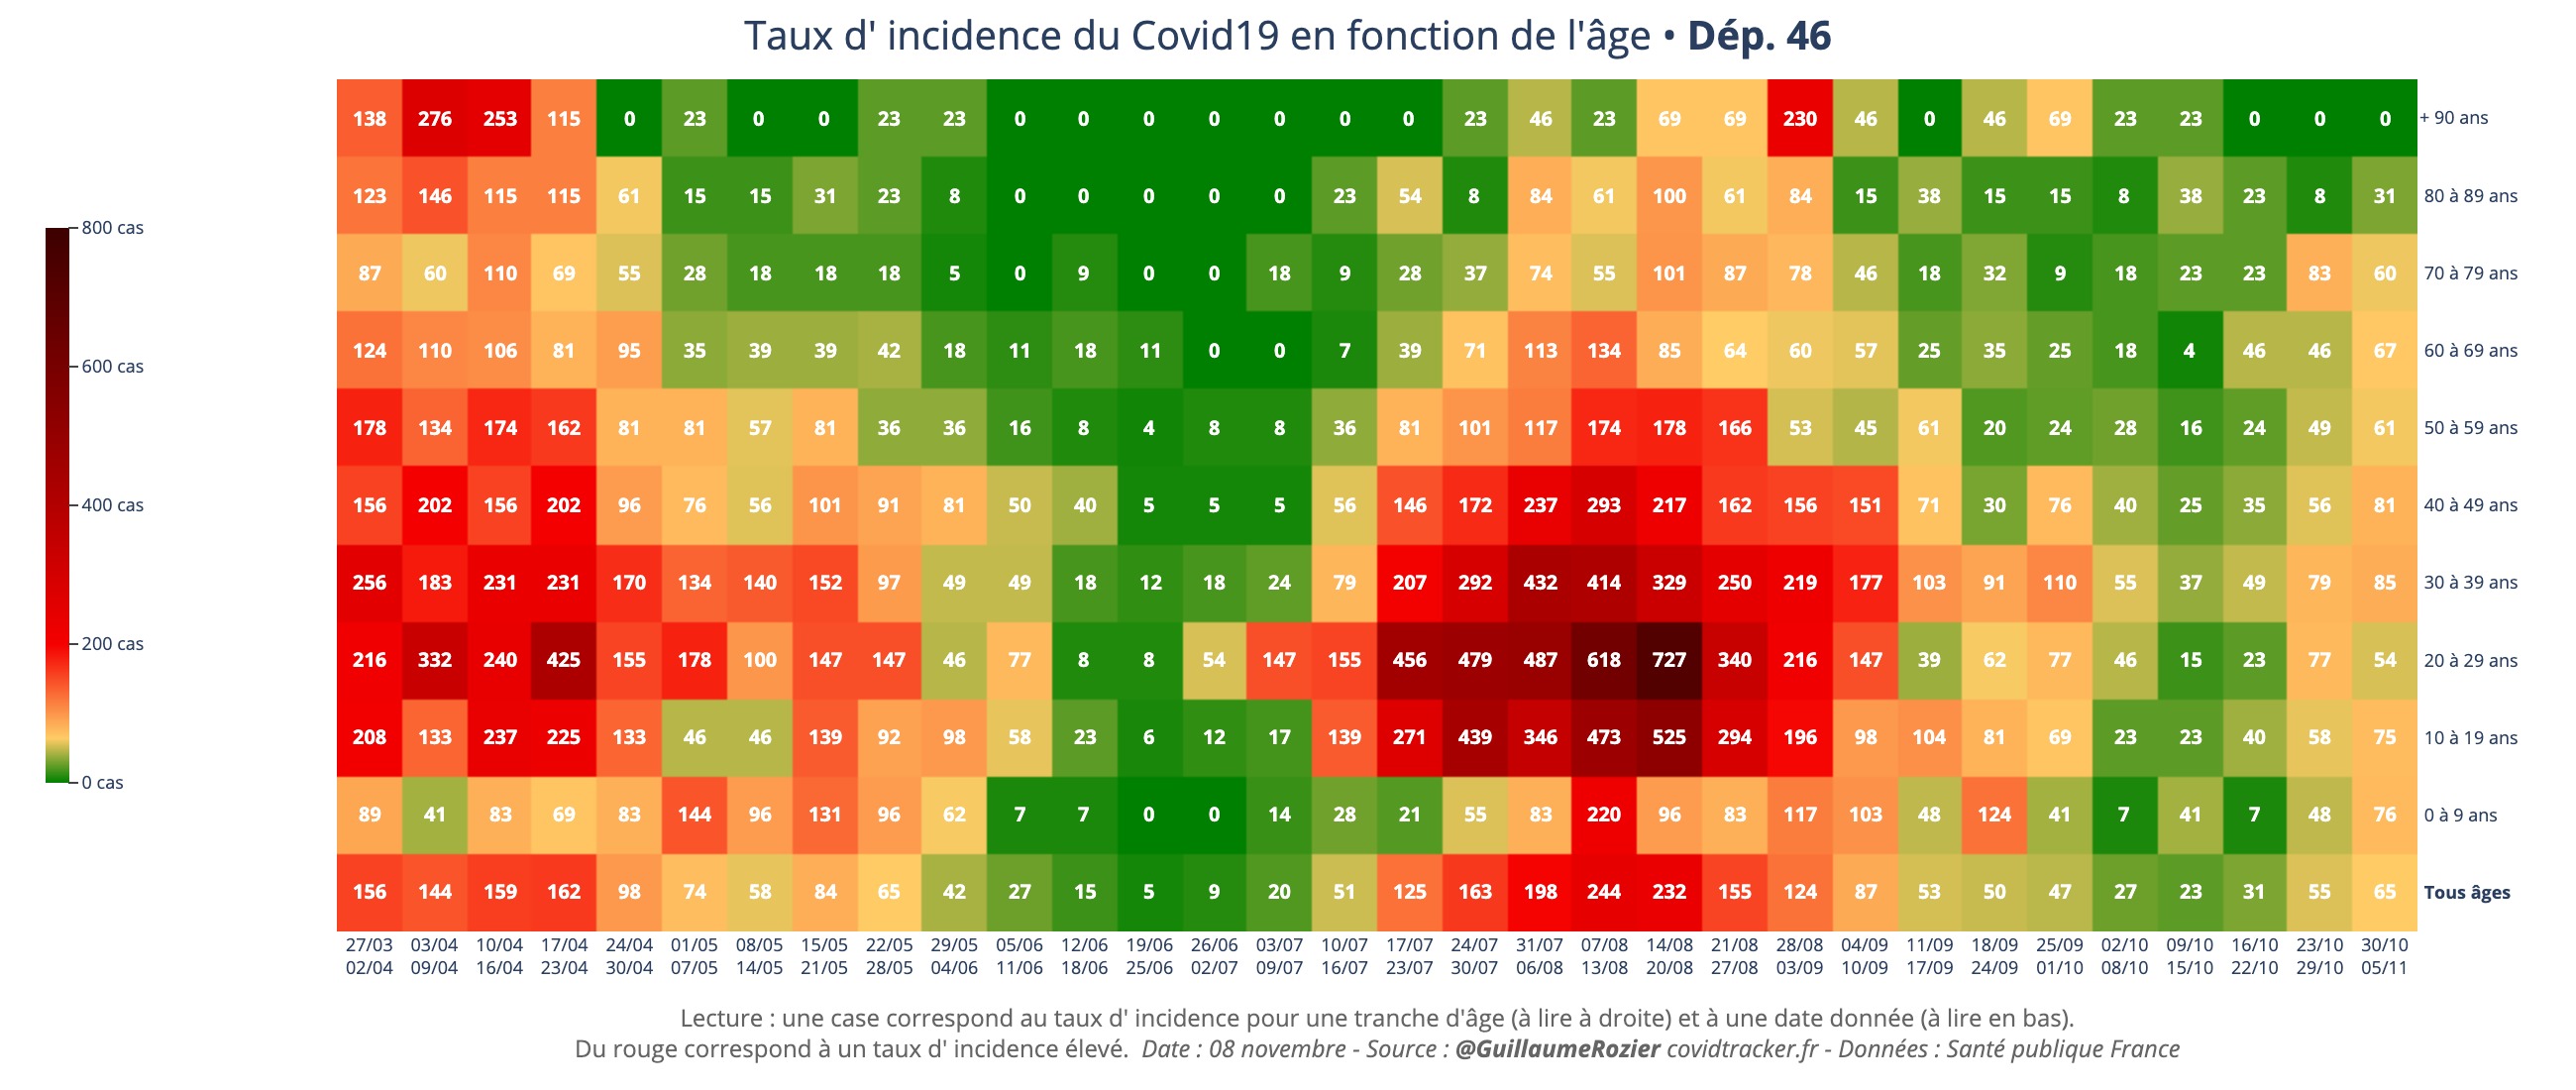 Taux d' incidence du Covid19 en fonction de l'âge • Dép. 46
800 cas
600 cas
400 cas
200 cas
0 cas
138 276 253 115 0 23 0 0 23 23 0 0 0 0 0 0 0 23 46 23 69 69 230 46 0 46 69 23 23 0 0 0 + 90 ans
123 146 115 115 61 15 15 31 23 8 0 0 0 0 0 23 54 8 84 61 100 61 84 15 38 15 15 8 38 23 8 31 80 à 89 ans
87 60 110 69 55 28 18 18 18 5 0 9 0 0 18 9 28 37 74 55 101 87 78 46 18 32 9 18 23 23 83 60 70 à 79 ans
124 110 106 81 95 35 39 39 42 18 11 18 11 0 0 7 39 71 113 134 85 64 60 57 25 35 25 18 4 46 46 67 60 à 69 ans
178 134 174 162 81 81 57 81 36 36 16 8 4 8 8 36 81 101 117 174 178 166 53 45 61 20 24 28 16 24 49 61 50 à 59 ans
156 202 156 202 96 76 56 101 91 81 50 40 5 5 5 56 146 172 237 293 217 162 156 151 71 30 76 40 25 35 56 81 40 à 49 ans
256 183 231 231 170 134 140 152 97 49 49 18 12 18 24 79 207 292 432 414 329 250 219 177 103 91 110 55 37 49 79 85 30 à 39 ans
216 332 240 425 155 178 100 147 147 46 77 8 8 54 147 155 456 479 487 618 727 340 216 147 39 62 77 46 15 23 77 54 20 à 29 ans
208 133 237 225 133 46 46 139 92 98 58 23 6 12 17 139 271 439 346 473 525 294 196 98 104 81 69 23 23 40 58 75 10 à 19 ans
89 41 83 69 83 144 96 131 96 62 7 7 0 0 14 28 21 55 83 220 96 83 117 103 48 124 41 7 41 7 48 76 0 à 9 ans
156 144 159 162 98 74 58 84 65 42 27 15 5 9 20 51 125 163 198 244 232 155 124 87 53 50 47 27 23 31 55 65 Tous âges
27/03 03/04 10/04 17/04 24/04 01/05 08/05 15/05 22/05 29/05 05/06 12/06 19/06 26/06 03/07 10/07 17/07 24/07 31/07 07/08 14/08 21/08 28/08 04/09 11/09 18/09 25/09 02/10 09/10 16/10 23/10 30/10
02/04 09/04 16/04 23/04 30/04 07/05 14/05 21/05 28/05 04/06 11/06 18/06 25/06 02/07 09/07 16/07 23/07 30/07 06/08 13/08 20/08 27/08 03/09 10/09 17/09 24/09 01/10 08/10 15/10 22/10 29/10 05/11
Lecture : une case correspond au taux d' incidence pour une tranche d'âge (à lire à droite) et à une date donnée (à lire en bas).
Du rouge correspond à un taux d' incidence élevé. Date : 08 novembre - Source : @GuillaumeRozier covidtracker.fr - Données : Santé publique France